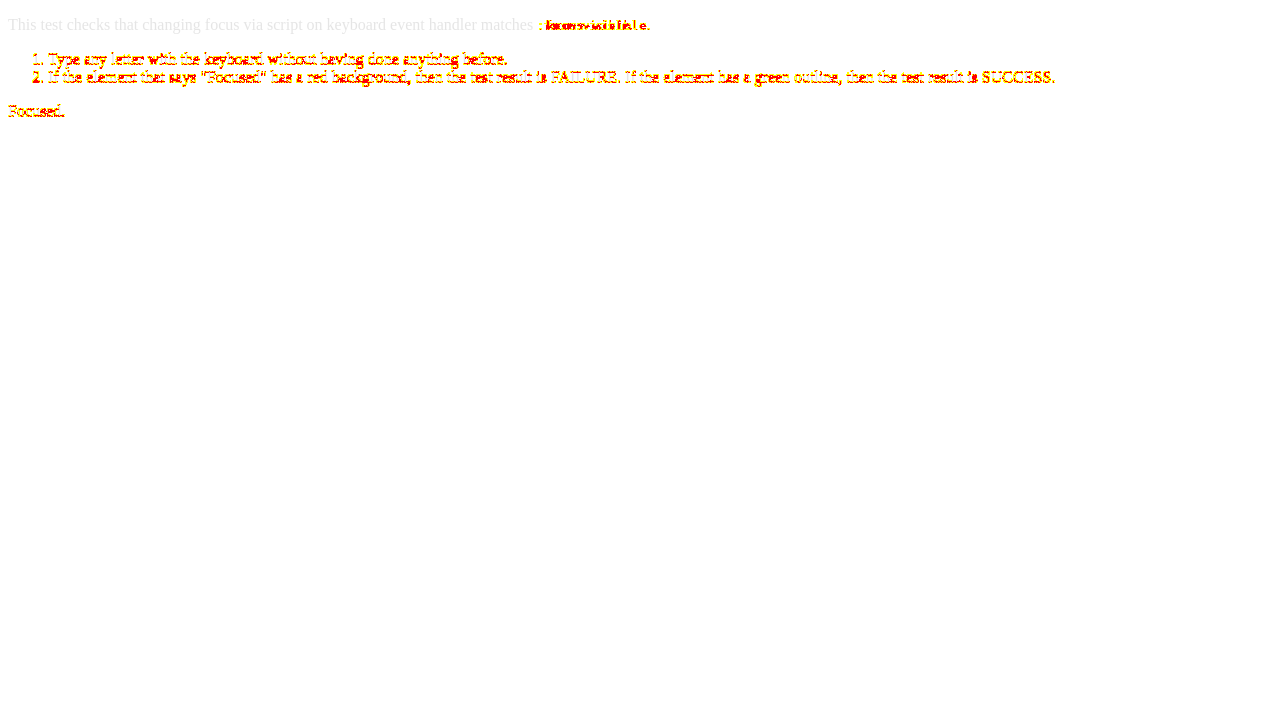 This test checks that changing focus via script on keyboard event handler matches :focus-visible.
1. Type any letter with the keyboard without having done anything before.
2. If the element that says "Focused" has a red background, then the test result is FAILURE. If the element has a green outline, then the test result is SUCCESS.
Focused.